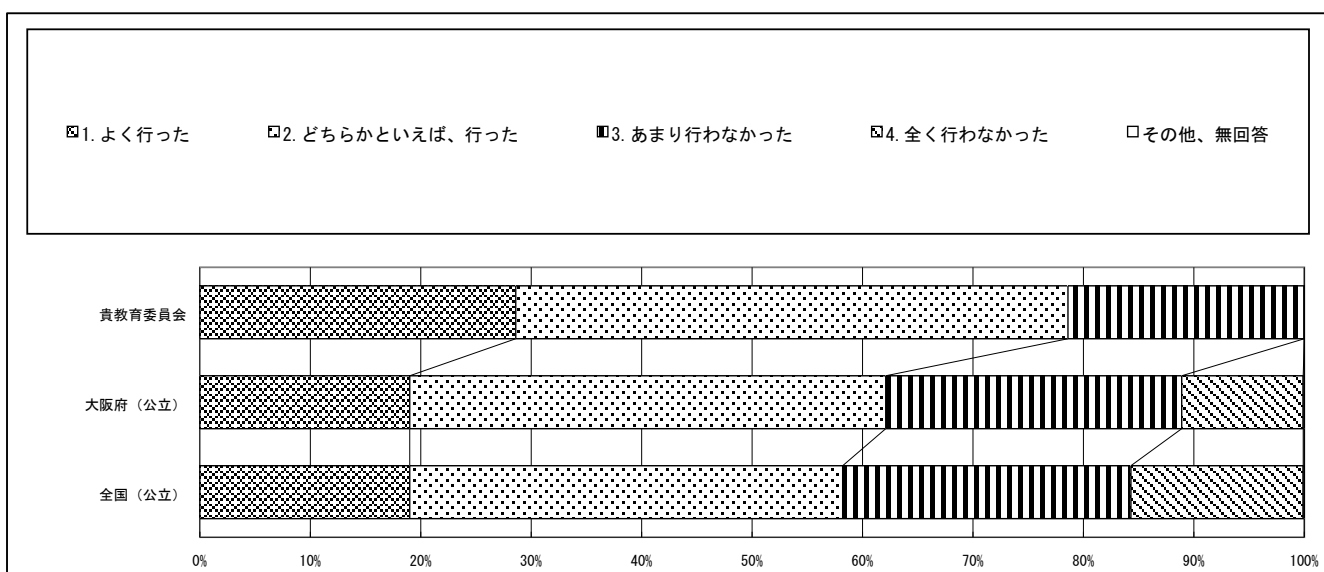 1. よく行った 2. どちらかといえば、行った 3. あまり行わなかった 4. 全く行わなかった その他、無回答
貴教育委員会
大阪府（公立）
全国（公立）
0% 10% 20% 30% 40% 50% 60% 70% 80% 90% 100%